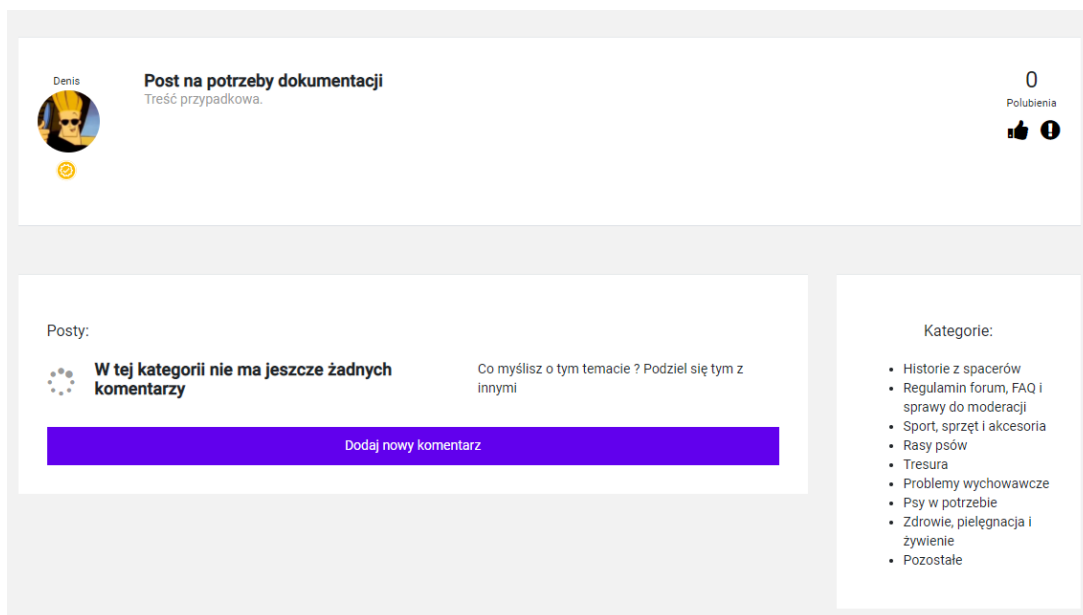 Denis
Post na potrzeby dokumentacji
Treść przypadkowa.
0
Polubienia
Posty:
W tej kategorii nie ma jeszcze żadnych
komentarzy
Co myślisz o tym temacie ? Podziel się tym z
innymi
Dodaj nowy komentarz
Kategorie:
Historie z spacerów
Regulamin forum, FAQ i
sprawy do moderacji
Sport, sprzęt i akcesoria
Rasy psów
Tresura
Problemy wychowawcze
Psy w potrzebie
Zdrowie, pielęgnacja i
żywienie
Pozostałe